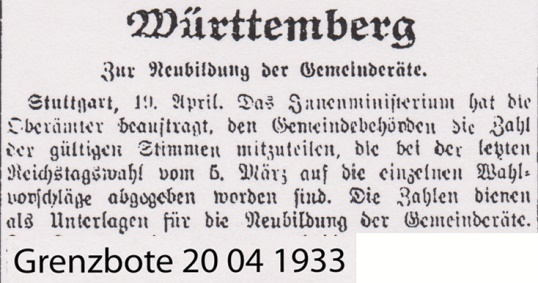 Württemberg
Zur Neubildung der Gemeinderäte.
Stuttgart, 19. April. Das Innenministerium hat die
Oberämter beauftragt, den Gemeindebehörden die Zahl
der gültigen Stimmen mitzuteilen, die bei der letzten
Reichstagswahl vom 5. März auf die einzelnen Wahl-
vorschläge abgegeben worden sind. Die Zahlen dienen
als Unterlagen für die Neubildung der Gemeinderäte.
Grenzbote 20 04 1933